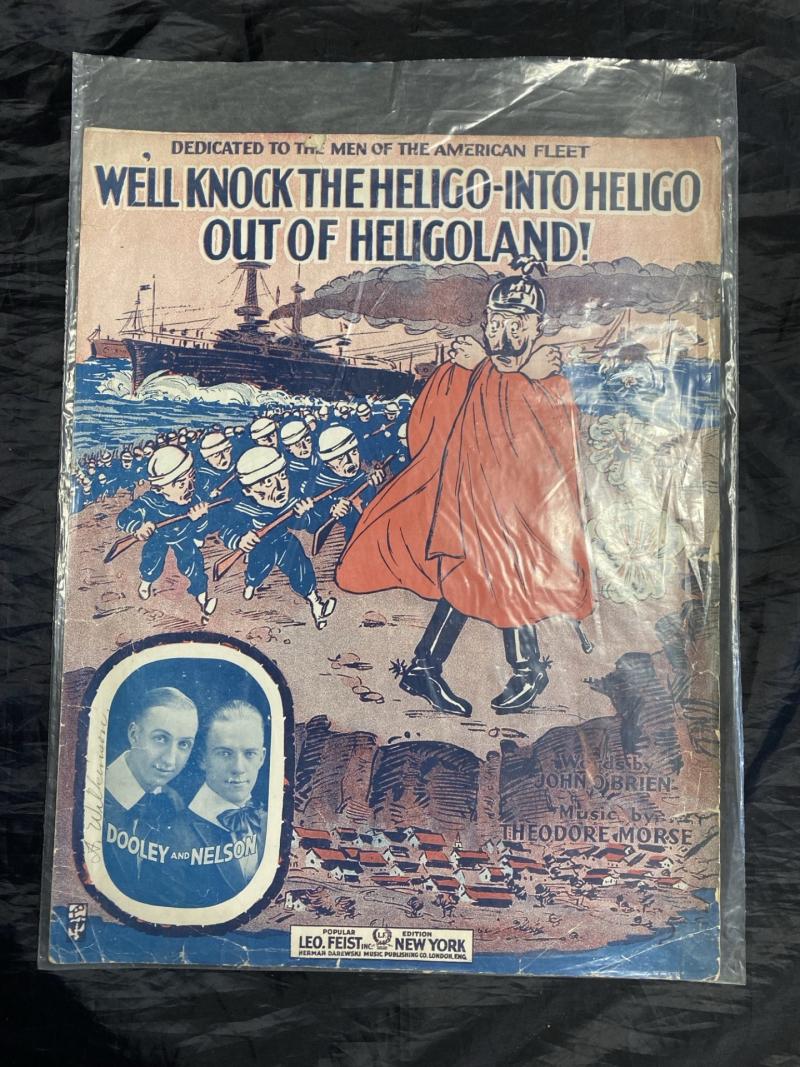 DEDICATED TO THE MEN OF THE AMERICAN FLEET
WE'LL KNOCK THE HELIGO-INTO HELIGO
OUT OF HELIGOLAND!
Words by
JOHN O'BRIEN
Music by
THEODORE MORSE
A Wilkinson
DOOLEY AND NELSON
POPULAR EDITION
LEO. FEIST INC. L.F. NEW YORK
HERMAN DAREWSKI MUSIC PUBLISHING CO. LONDON, ENG.